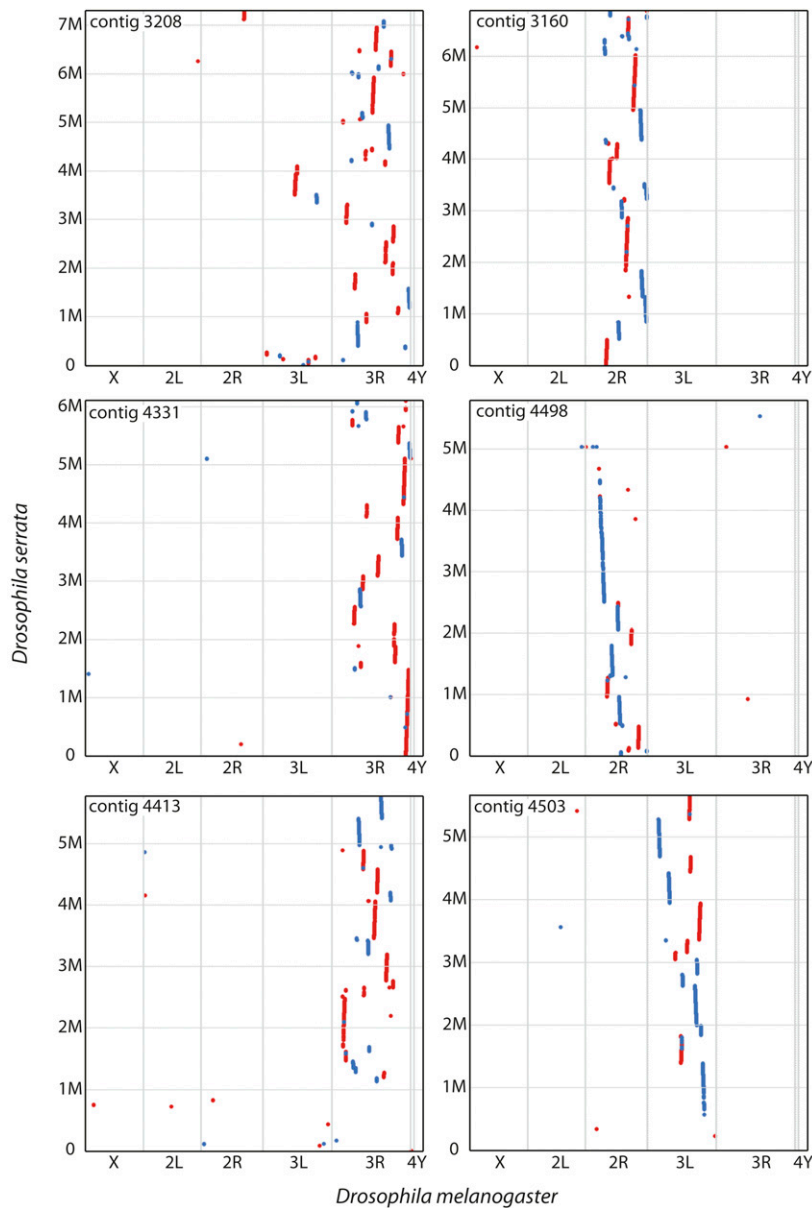 contig 3208
7M
6M
5M
4M
3M
2M
1M
0
X 2L 2R 3L 3R 4Y
contig 3160
6M
5M
4M
3M
2M
1M
0
X 2L 2R 3L 3R 4Y
contig 4331
6M
5M
4M
3M
2M
1M
0
X 2L 2R 3L 3R 4Y
contig 4498
5M
4M
3M
2M
1M
0
X 2L 2R 3L 3R 4Y
contig 4413
5M
4M
3M
2M
1M
0
X 2L 2R 3L 3R 4Y
contig 4503
5M
4M
3M
2M
1M
0
X 2L 2R 3L 3R 4Y
Drosophila serrata
Drosophila melanogaster